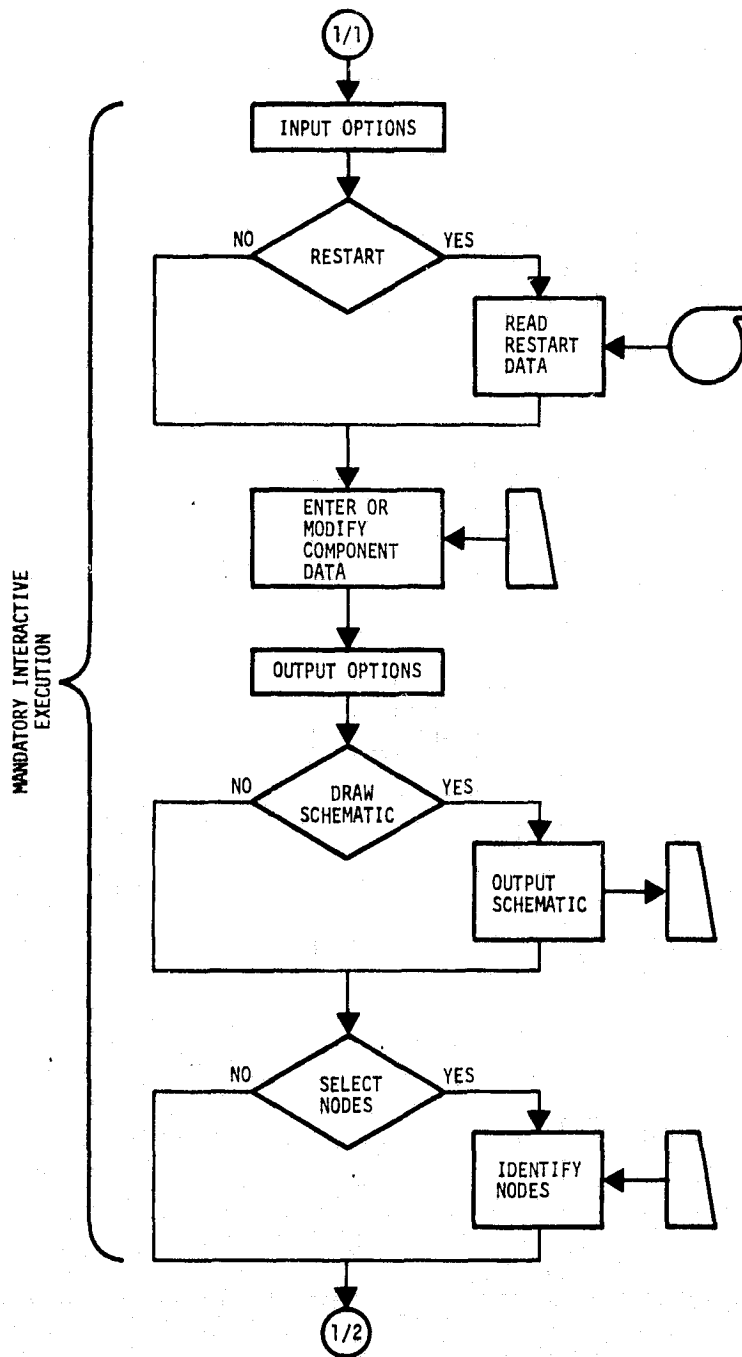 1/1
INPUT OPTIONS
NO
YES
RESTART
READ
RESTART
DATA
ENTER OR
MODIFY
COMPONENT
DATA
MANDATORY INTERACTIVE
EXECUTION
OUTPUT OPTIONS
NO
YES
DRAW
SCHEMATIC
OUTPUT
SCHEMATIC
NO
YES
SELECT
NODES
IDENTIFY
NODES
1/2